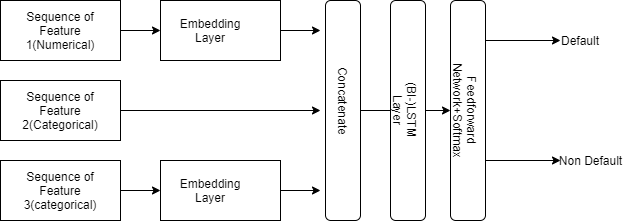 Sequence of
Feature
1(Numerical)
Embedding
Layer
Sequence of
Feature
2(Categorical)
Sequence of
Feature
3(categorical)
Embedding
Layer
Concatenate
(BI-)LSTM
Layer
Feedforward
Network+Softmax
Default
Non Default